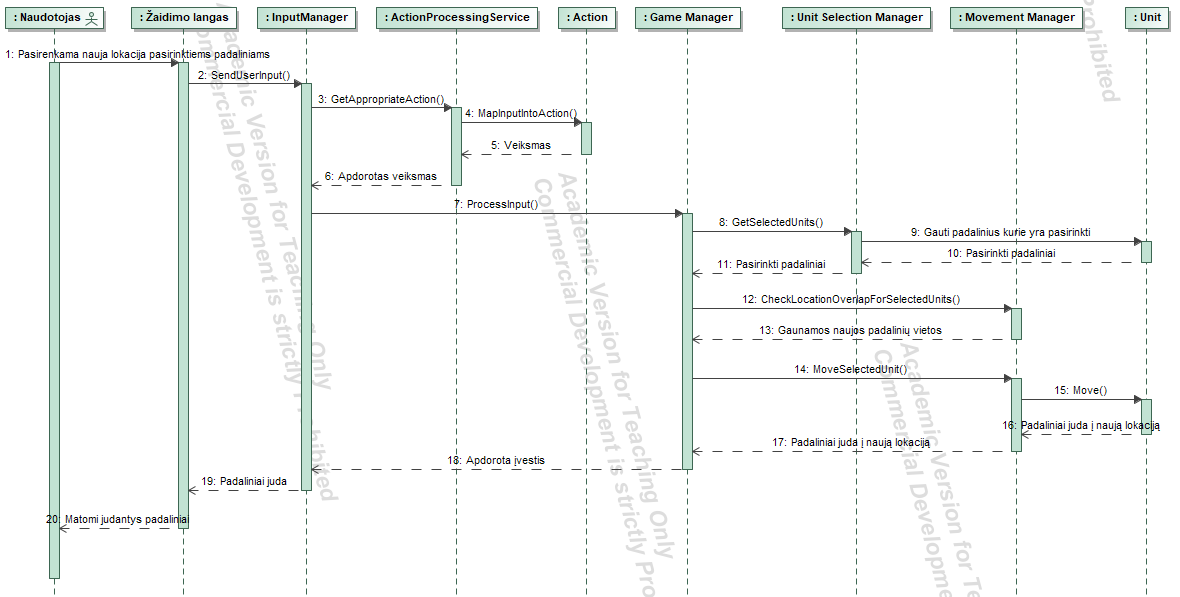 : Naudotojas
: Žaidimo langas
: InputManager
: ActionProcessingService
: Action
: Game Manager
: Unit Selection Manager
: Movement Manager
: Unit
1: Pasirenkama nauja lokacija pasirinktiems padaliniams
2: SendUserInput()
3: GetAppropriateAction()
4: MapInputIntoAction()
5: Veiksmas
6: Apdorotas veiksmas
7: ProcessInput()
8: GetSelectedUnits()
9: Gauti padalinius kurie yra pasirinkti
10: Pasirinkti padaliniai
11: Pasirinkti padaliniai
12: CheckLocationOverlapForSelectedUnits()
13: Gaunamos naujos padalinių vietos
14: MoveSelectedUnit()
15: Move()
16: Padaliniai juda į naują lokaciją
17: Padaliniai juda į naują lokaciją
18: Apdorota įvestis
19: Padaliniai juda
20: Matomi judantys padaliniai
Academic Version for Teaching Only
Commercial Development is strictly
hibited
Academic Version for Teaching Only
Commercial Development is strictly Pro
Academic Version for Te
Commercial Developme
rohibited